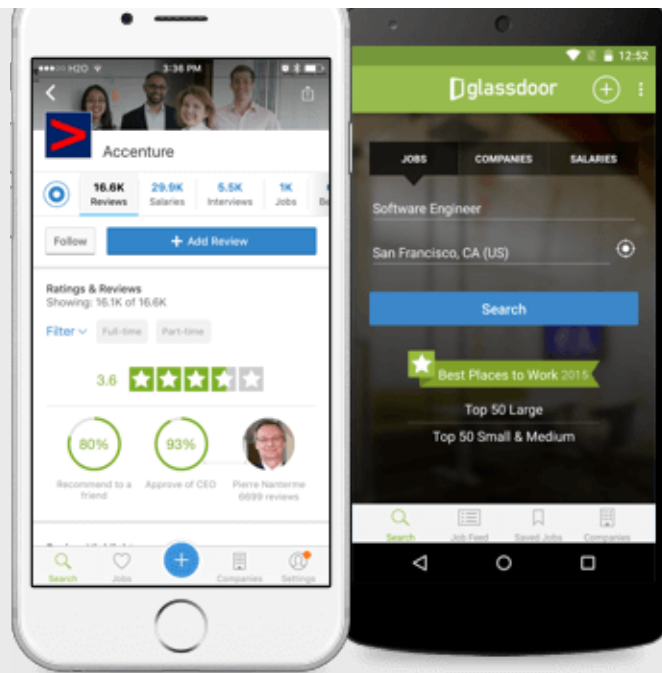 H2O
3:36 PM
Accenture
16.6K
Reviews
29.9K
Salaries
5.5K
Interviews
1K
Jobs
Follow
+ Add Review
Ratings & Reviews
Showing: 16.1K of 16.6K
Filter
Full-time
Part-time
3.6
80%
93%
Recommend to a
friend
Approve of CEO
Pierre Nanterme
6699 reviews
Search
Jobs
Companies
Settings
12:52
glassdoor
JOBS
COMPANIES
SALARIES
Software Engineer
San Francisco, CA (US)
Search
Best Places to Work 2015
Top 50 Large
Top 50 Small & Medium
Search
Job Feed
Saved Jobs
Companies